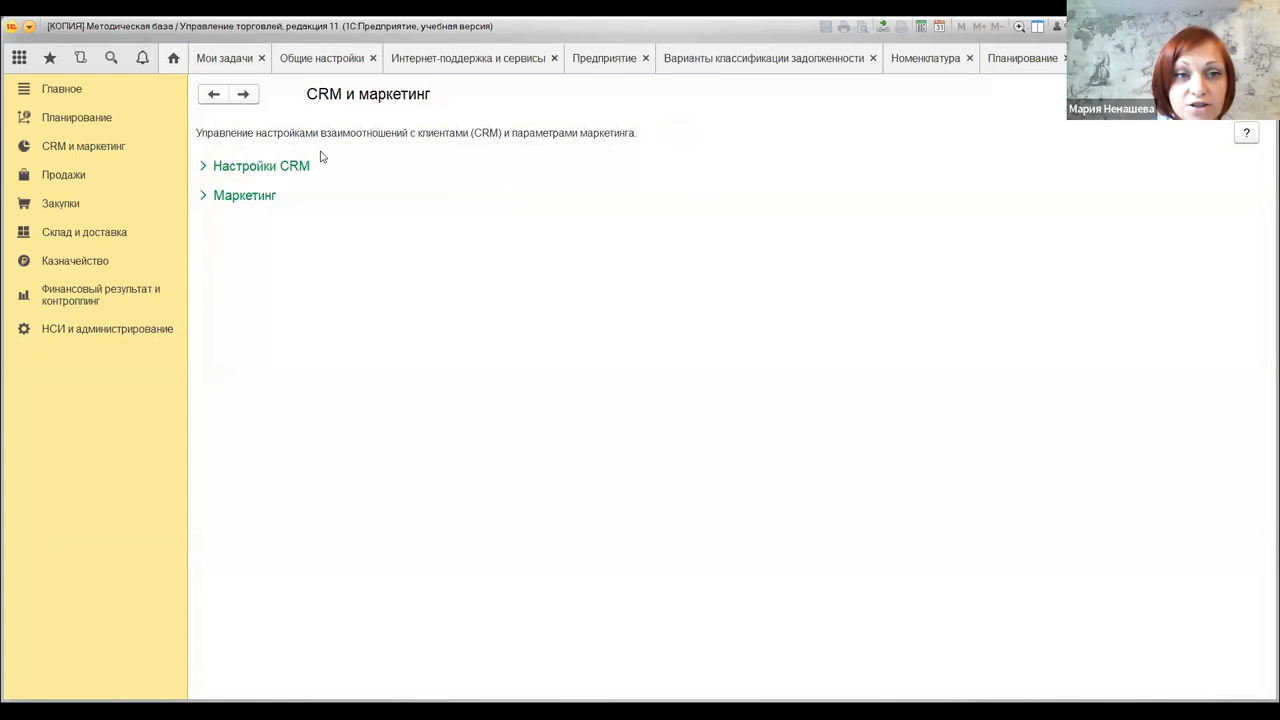 [КОПИЯ] Методическая база / Управление торговлей, редакция 11 (1С:Предприятие, учебная версия)
M M+ M-
Мои задачи
Общие настройки
Интернет-поддержка и сервисы
Предприятие
Варианты классификации задолженности
Номенклатура
Планирование
Мария Ненашева
Главное
Планирование
CRM и маркетинг
Продажи
Закупки
Склад и доставка
Казначейство
Финансовый результат и
контроллинг
НСИ и администрирование
CRM и маркетинг
?
Управление настройками взаимоотношений с клиентами (CRM) и параметрами маркетинга.
Настройки CRM
Маркетинг